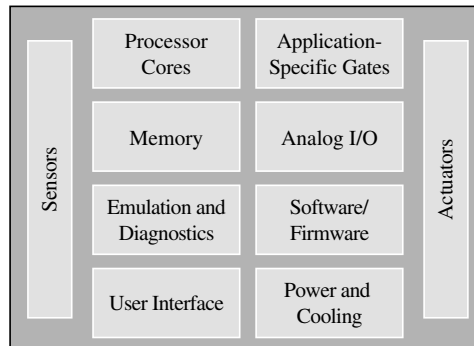 Sensors
Processor
Cores
Application-
Specific Gates
Memory
Analog I/O
Emulation and
Diagnostics
Software/
Firmware
User Interface
Power and
Cooling
Actuators